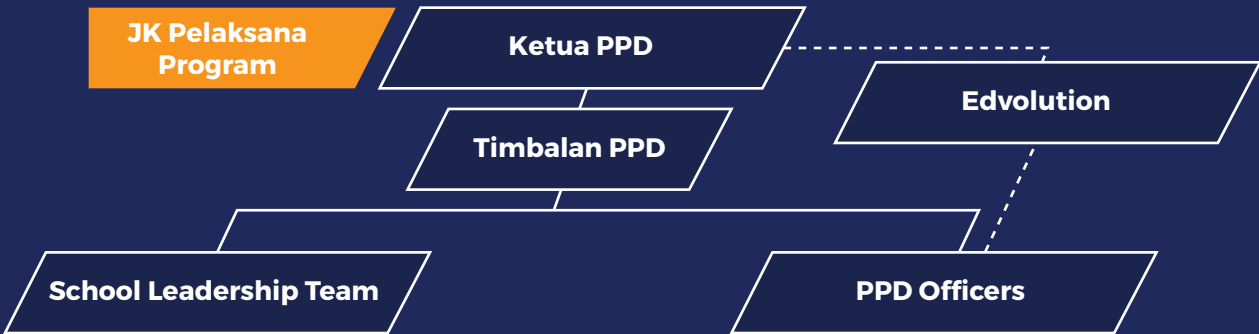 JK Pelaksana
Program
Ketua PPD
Edvolution
Timbalan PPD
School Leadership Team
PPD Officers